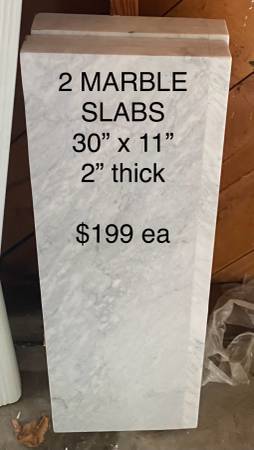 2 MARBLE
SLABS
30” x 11”
2” thick
$199 ea